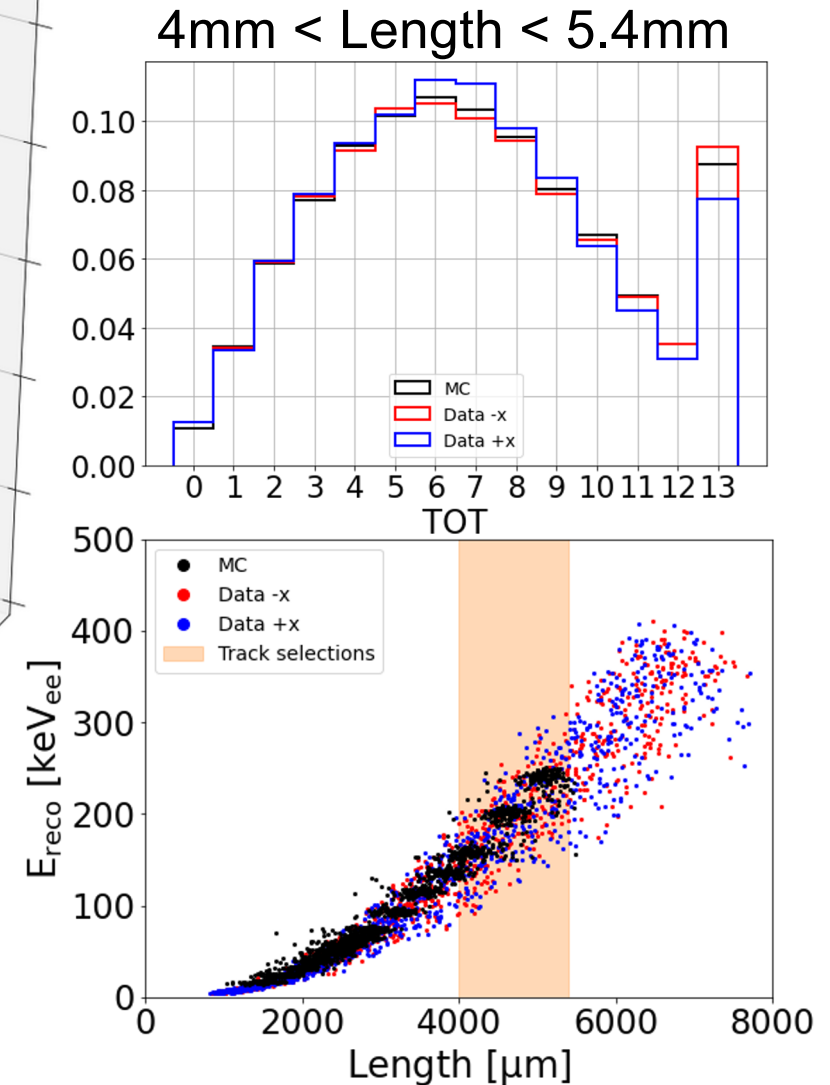 4mm < Length < 5.4mm
0.10
0.08
0.06
0.04
0.02
0.00
MC
Data -x
Data +x
0 1 2 3 4 5 6 7 8 9 10 11 12 13
TOT
500
400
300
200
100
0
E_reco [keV_ee]
MC
Data -x
Data +x
Track selections
0 2000 4000 6000 8000
Length [μm]